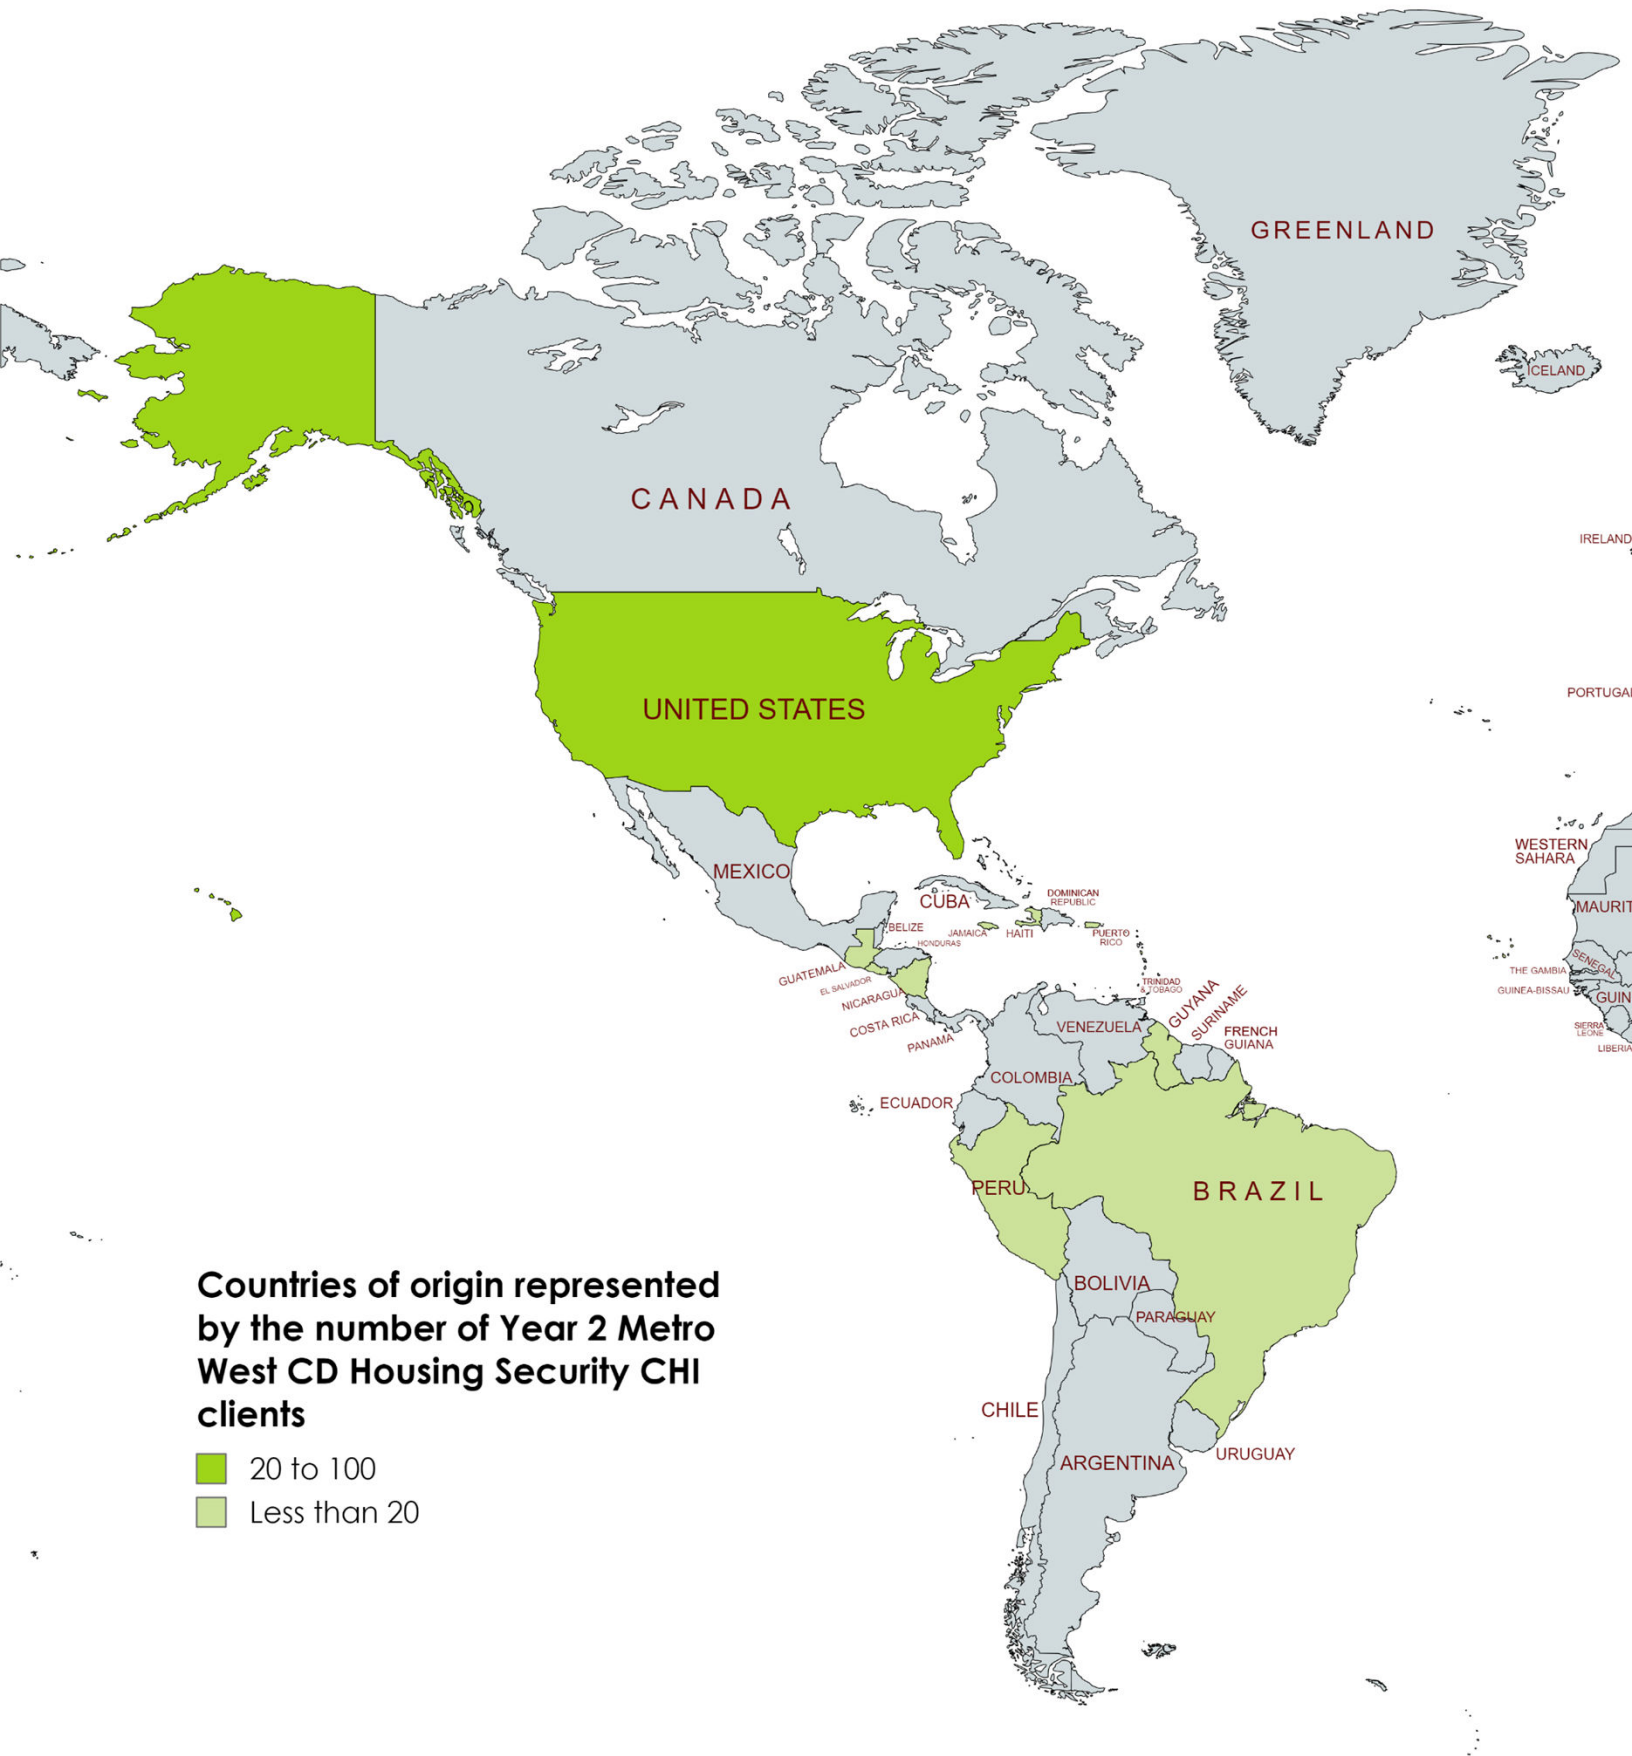 GREENLAND
ICELAND
CANADA
IRELAND
UNITED STATES
PORTUGAL
WESTERN
SAHARA
MEXICO
CUBA
DOMINICAN
REPUBLIC
MAURIT
BELIZE
JAMAICA
HAITI
PUERTO
RICO
HONDURAS
GUATEMALA
EL SALVADOR
NICARAGUA
COSTA RICA
PANAMA
TRINIDAD
& TOBAGO
GUYANA
SURINAME
FRENCH
GUIANA
VENEZUELA
COLOMBIA
ECUADOR
SENEGAL
THE GAMBIA
GUINEA-BISSAU
GUIN
SIERRA
LEONE
LIBERIA
PERU
BRAZIL
BOLIVIA
PARAGUAY
CHILE
ARGENTINA
URUGUAY
Countries of origin represented
by the number of Year 2 Metro
West CD Housing Security CHI
clients
20 to 100
Less than 20